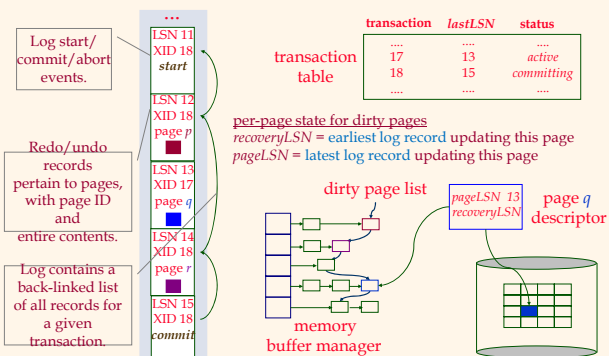 ...
LSN 11
XID 18
start
LSN 12
XID 18
page p
LSN 13
XID 17
page q
LSN 14
XID 18
page r
LSN 15
XID 18
commit
Log start/
commit/abort
events.
Redo/undo
records
pertain to pages,
with page ID
and
entire contents.
Log contains a
back-linked list
of all records for
a given
transaction.
transaction
table
transaction lastLSN status
.... .... ....
17 13 active
18 15 committing
.... .... ....
per-page state for dirty pages
recoveryLSN = earliest log record updating this page
pageLSN = latest log record updating this page
dirty page list
pageLSN 13
recoveryLSN
page q
descriptor
memory
buffer manager